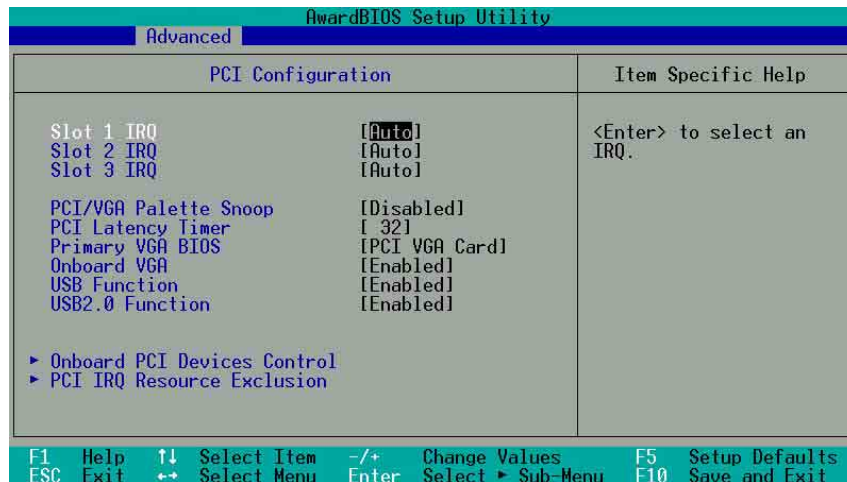 AwardBIOS Setup Utility
Advanced
PCI Configuration
Item Specific Help
Slot 1 IRQ [Auto]
Slot 2 IRQ [Auto]
Slot 3 IRQ [Auto]
<Enter> to select an
IRQ.
PCI/VGA Palette Snoop [Disabled]
PCI Latency Timer [ 32]
Primary VGA BIOS [PCI VGA Card]
Onboard VGA [Enabled]
USB Function [Enabled]
USB2.0 Function [Enabled]
► Onboard PCI Devices Control
► PCI IRQ Resource Exclusion
F1 Help ↑↓ Select Item -/+ Change Values F5 Setup Defaults
ESC Exit ↔ Select Menu Enter Select ► Sub-Menu F10 Save and Exit